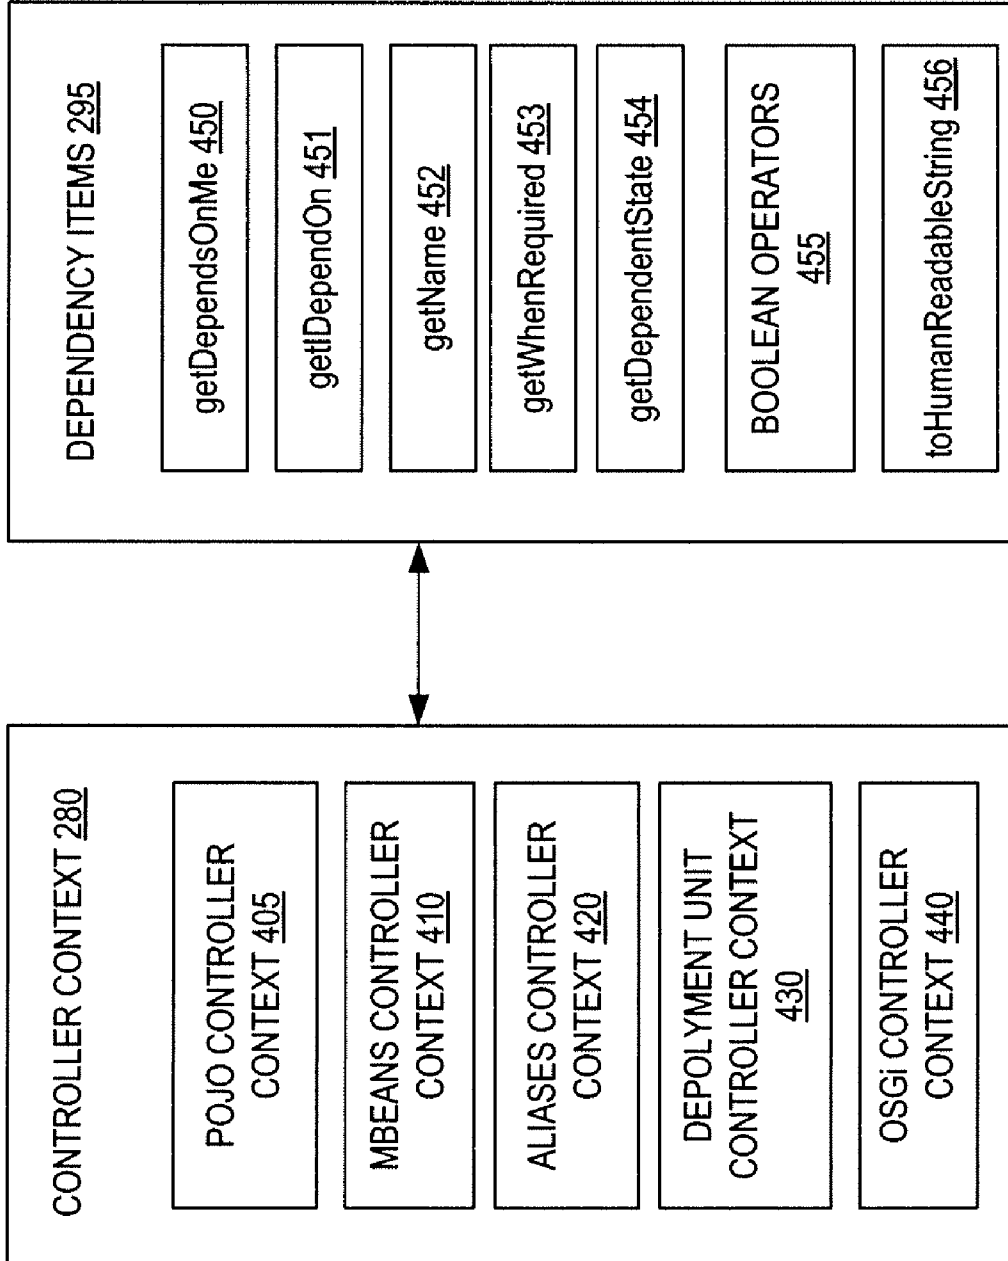 CONTROLLER CONTEXT 280
POJO CONTROLLER
CONTEXT 405
MBEANS CONTROLLER
CONTEXT 410
ALIASES CONTROLLER
CONTEXT 420
DEPOLYMENT UNIT
CONTROLLER CONTEXT
430
OSGi CONTROLLER
CONTEXT 440
DEPENDENCY ITEMS 295
getDependsOnMe 450
getIDependOn 451
getName 452
getWhenRequired 453
getDependentState 454
BOOLEAN OPERATORS
455
toHumanReadableString 456